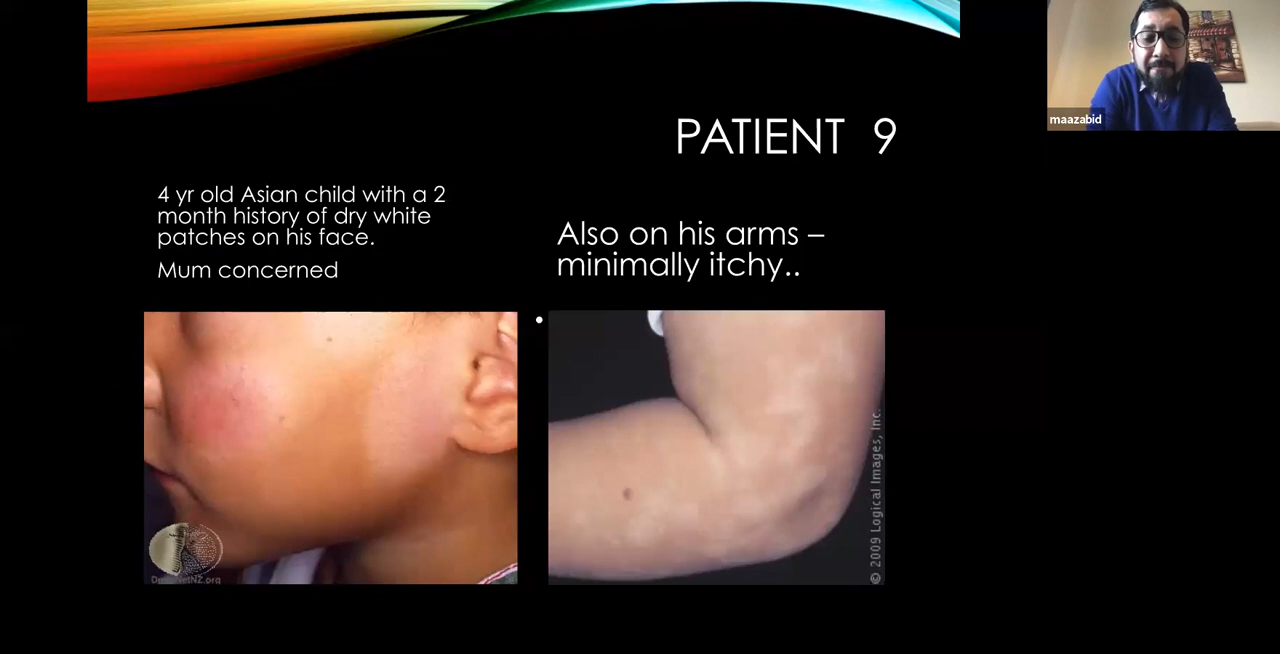 PATIENT 9
4 yr old Asian child with a 2
month history of dry white
patches on his face.
Mum concerned
Also on his arms –
minimally itchy..
maazabid
© 2009 Logical Images, Inc.